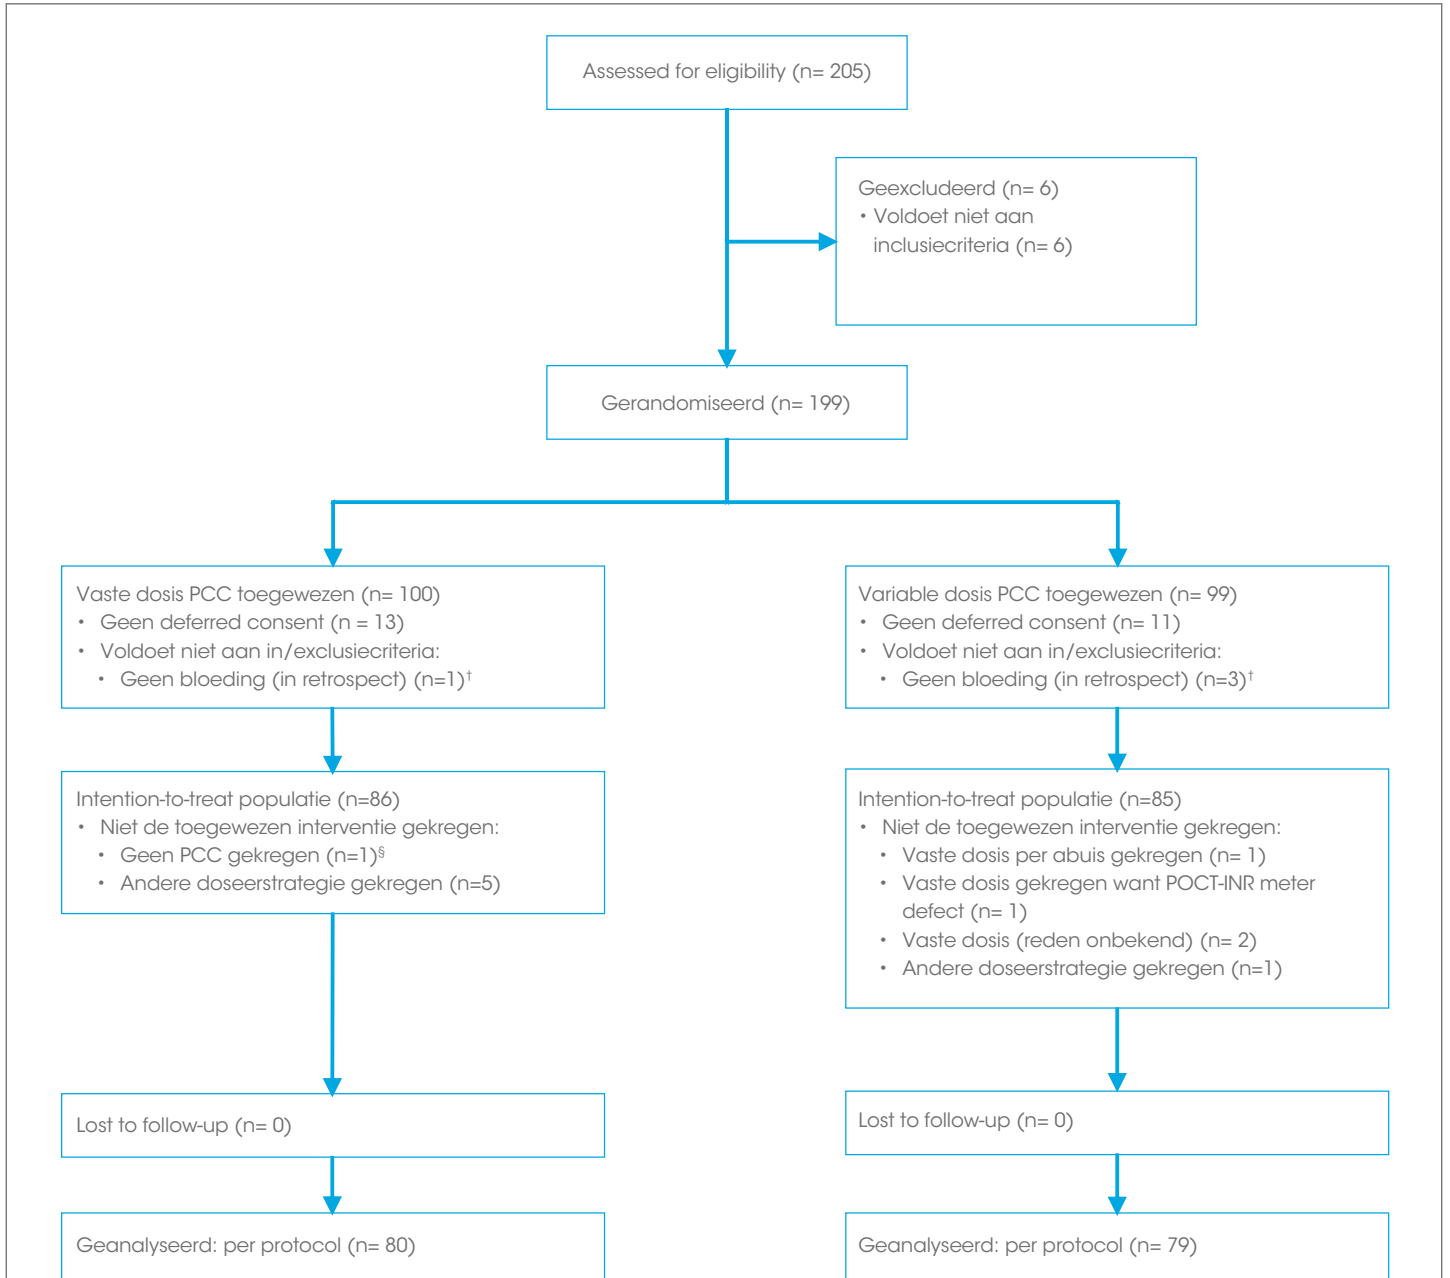 Assessed for eligibility (n= 205)
Geexcludeerd (n= 6)
• Voldoet niet aan
inclusiecriteria (n= 6)
Gerandomiseerd (n= 199)
Vaste dosis PCC toegewezen (n= 100)
• Geen deferred consent (n = 13)
• Voldoet niet aan in/exclusiecriteria:
• Geen bloeding (in retrospect) (n=1)†
Variable dosis PCC toegewezen (n= 99)
• Geen deferred consent (n= 11)
• Voldoet niet aan in/exclusiecriteria:
• Geen bloeding (in retrospect) (n=3)†
Intention-to-treat populatie (n=86)
• Niet de toegewezen interventie gekregen:
• Geen PCC gekregen (n=1)§
• Andere doseerstrategie gekregen (n=5)
Intention-to-treat populatie (n=85)
• Niet de toegewezen interventie gekregen:
• Vaste dosis per abuis gekregen (n= 1)
• Vaste dosis gekregen want POCT-INR meter
defect (n= 1)
• Vaste dosis (reden onbekend) (n= 2)
• Andere doseerstrategie gekregen (n=1)
Lost to follow-up (n= 0)
Lost to follow-up (n= 0)
Geanalyseerd: per protocol (n= 80)
Geanalyseerd: per protocol (n= 79)